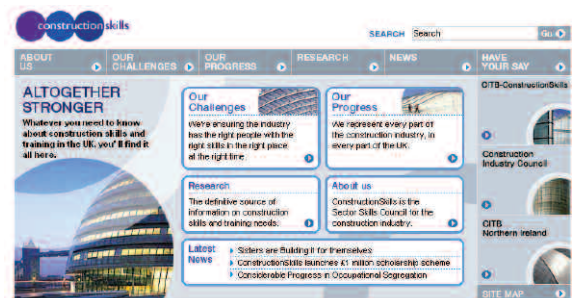 constructionskills
SEARCH Search Go
ABOUT US
OUR CHALLENGES
OUR PROGRESS
RESEARCH
NEWS
HAVE YOUR SAY
ALTOGETHER
STRONGER
Whatever you need to know
about construction skills and
training in the UK, you'll find it
all here.
Our
Challenges
We're ensuring the industry
has the right people with the
right skills in the right place
at the right time.
Our
Progress
We represent every part of
the construction industry, in
every part of the UK.
Research
The definitive source of
information on construction
skills and training needs.
About us
ConstructionSkills is the
Sector Skills Council for the
construction industry.
Latest
News
Sisters are Building it for themselves
ConstructionSkills launches £1 million scholarship scheme
Considerable Progress in Occupational Segregation
CITB-ConstructionSkills
Construction
Industry Council
CITB
Northern Ireland
SITE MAP